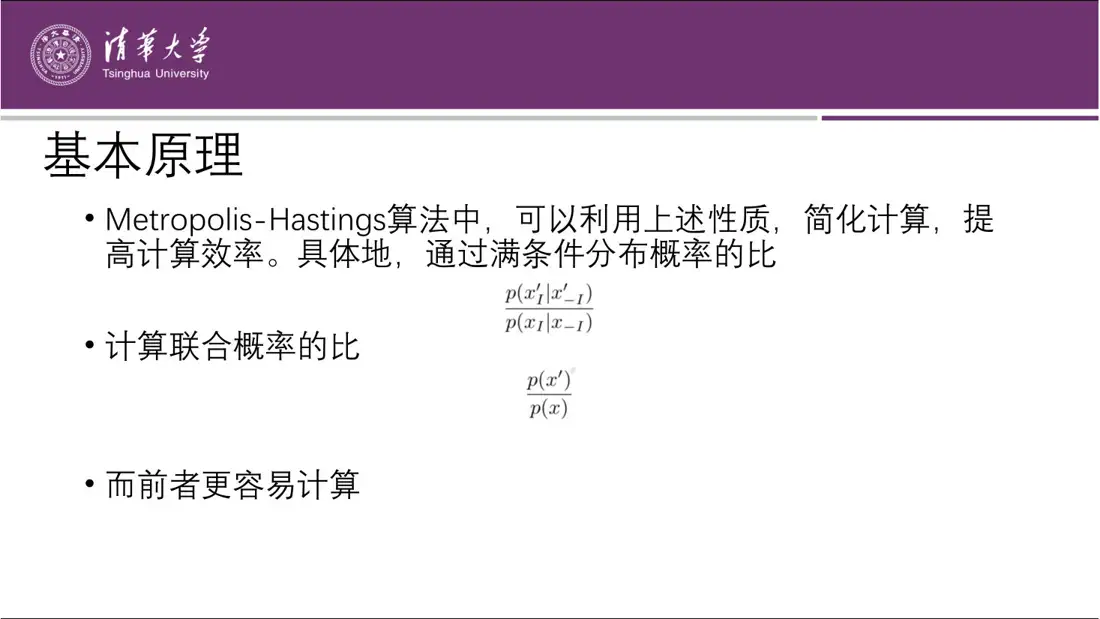 清華大学
Tsinghua University
基本原理
• Metropolis-Hastings算法中，可以利用上述性质，简化计算，提
高计算效率。具体地，通过满条件分布概率的比
p(x′_I|x′_{-I})
p(x_I|x_{-I})
• 计算联合概率的比
p(x′)
p(x)
• 而前者更容易计算